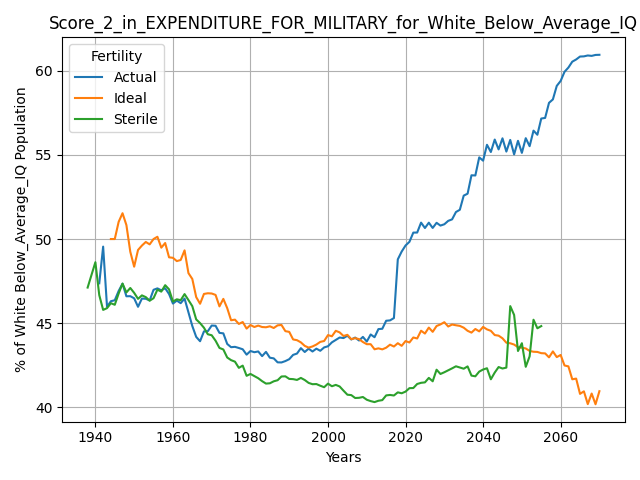 Score_2_in_EXPENDITURE_FOR_MILITARY_for_White_Below_Average_IQ
Fertility
Actual
Ideal
Sterile
% of White Below_Average_IQ Population
60
55
50
45
40
1940 1960 1980 2000 2020 2040 2060
Years